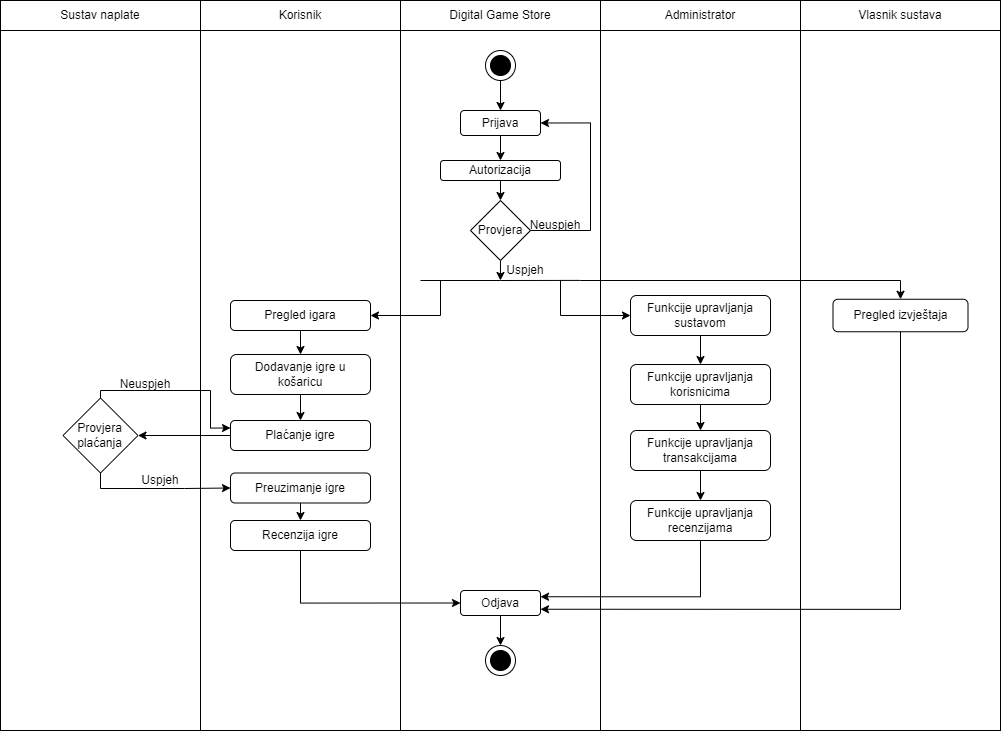 Sustav naplate
Korisnik
Digital Game Store
Administrator
Vlasnik sustava
Prijava
Autorizacija
Provjera
Neuspjeh
Uspjeh
Pregled igara
Funkcije upravljanja
sustavom
Pregled izvještaja
Dodavanje igre u
košaricu
Funkcije upravljanja
korisnicima
Neuspjeh
Provjera
plaćanja
Plaćanje igre
Funkcije upravljanja
transakcijama
Uspjeh
Preuzimanje igre
Recenzija igre
Funkcije upravljanja
recenzijama
Odjava